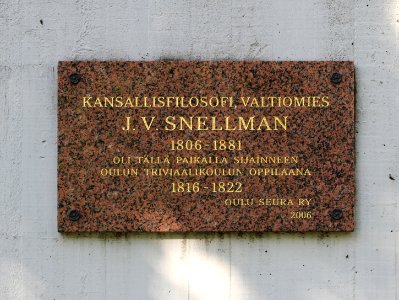 KANSALLISFILOSOFI, VALTIOMIES
J. V. SNELLMAN
1806-1881
OLI TÄLLÄ PAIKALLA SIJAINNEEN
OULUN TRIVIAALIKOULUN OPPILAANA
1816-1822
OULU SEURA RY
2006